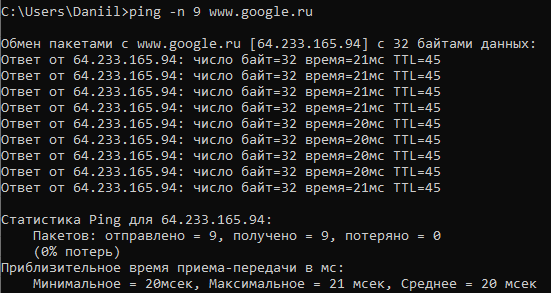 C:\Users\Daniil>ping -n 9 www.google.ru
Обмен пакетами с www.google.ru [64.233.165.94] с 32 байтами данных:
Ответ от 64.233.165.94: число байт=32 время=21мс TTL=45
Ответ от 64.233.165.94: число байт=32 время=21мс TTL=45
Ответ от 64.233.165.94: число байт=32 время=20мс TTL=45
Ответ от 64.233.165.94: число байт=32 время=21мс TTL=45
Ответ от 64.233.165.94: число байт=32 время=20мс TTL=45
Ответ от 64.233.165.94: число байт=32 время=20мс TTL=45
Ответ от 64.233.165.94: число байт=32 время=20мс TTL=45
Ответ от 64.233.165.94: число байт=32 время=20мс TTL=45
Ответ от 64.233.165.94: число байт=32 время=21мс TTL=45
Статистика Ping для 64.233.165.94:
Пакетов: отправлено = 9, получено = 9, потеряно = 0
(0% потерь)
Приблизительное время приема-передачи в мс:
Минимальное = 20мсек, Максимальное = 21 мсек, Среднее = 20 мсек